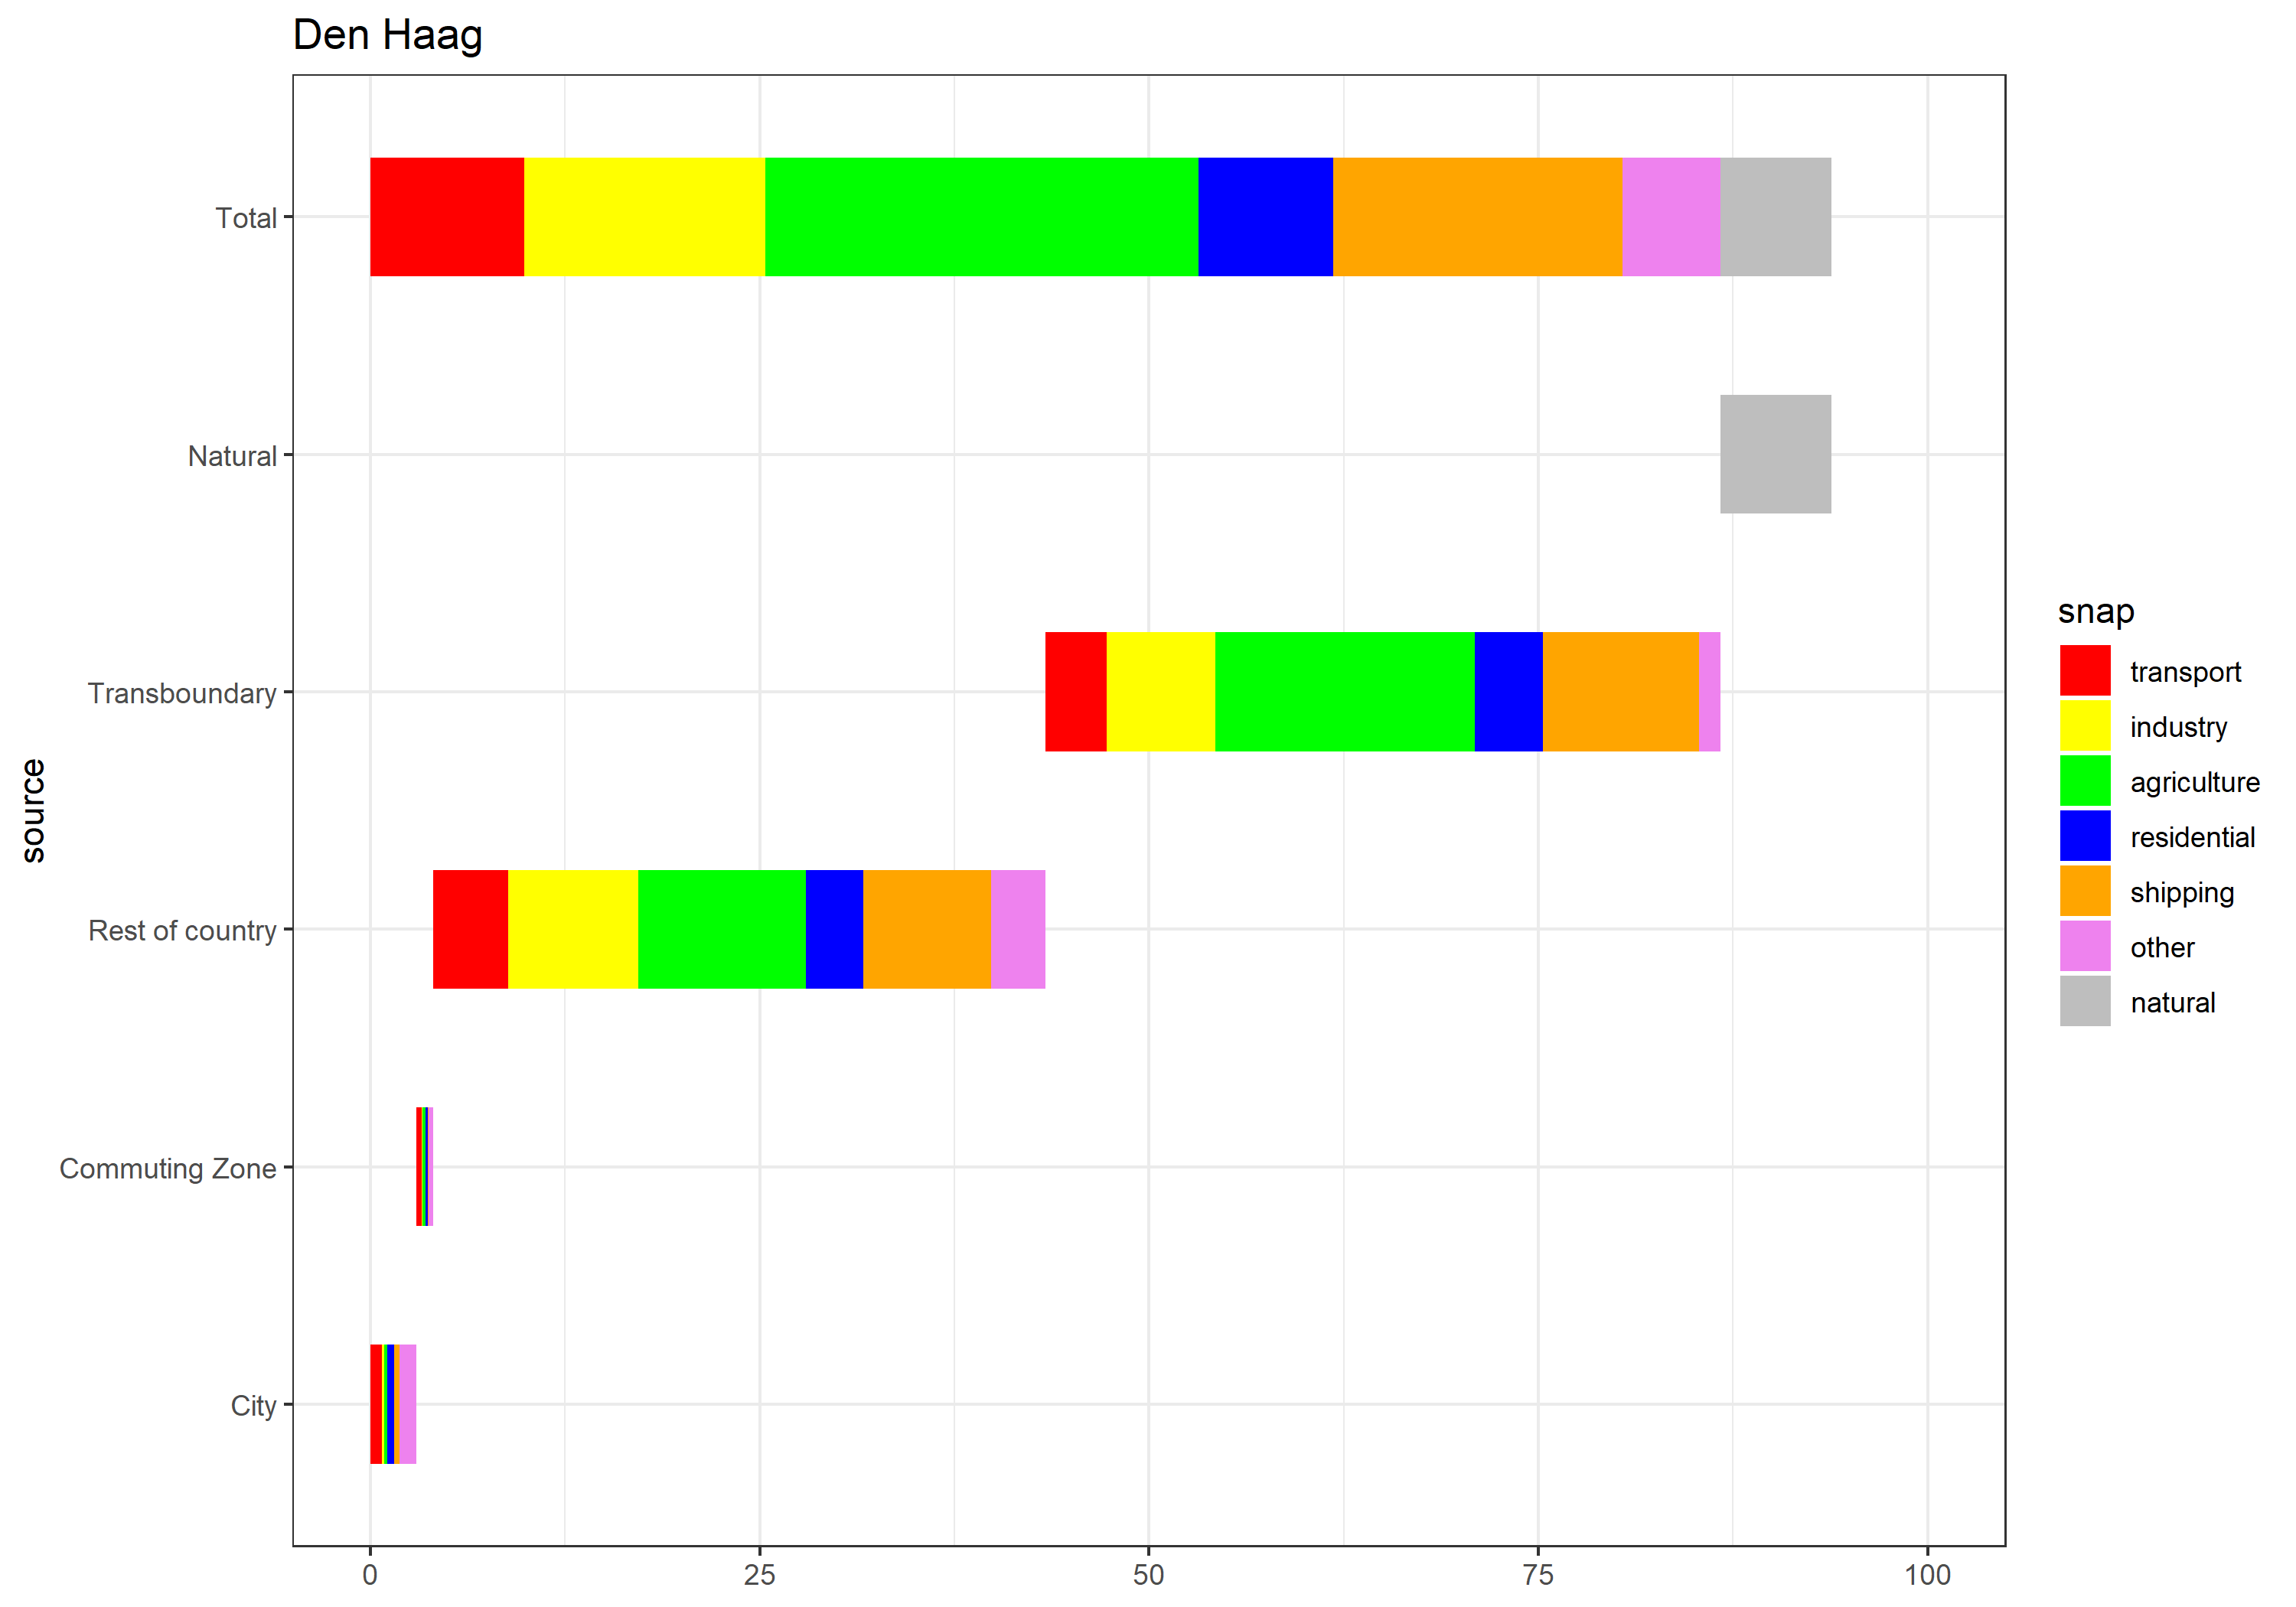 Den Haag
source
Total
Natural
Transboundary
Rest of country
Commuting Zone
City
0 25 50 75 100
snap
transport
industry
agriculture
residential
shipping
other
natural